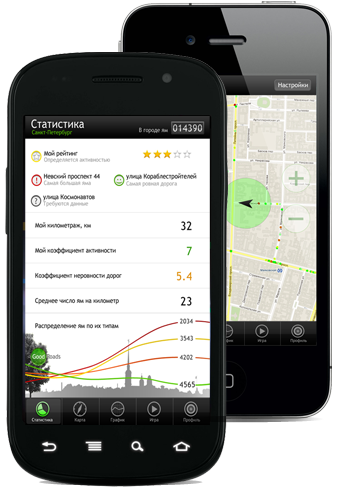 Статистика
Санкт-Петербург
В городе ям 014390
Мой рейтинг
Определяется активностью
Невский проспект 44
Самая большая яма
улица Кораблестроителей
Самая ровная дорога
улица Космонавтов
Требуются данные
Мой километраж, км 32
Мой коэффициент активности 7
Коэффициент неровности дорог 5.4
Среднее число ям на километр 23
Распределение ям по их типам
2034
3543
4202
4565
Good Roads
Статистика
Карта
График
Игра
Профиль
Настройки
Игра
Профиль